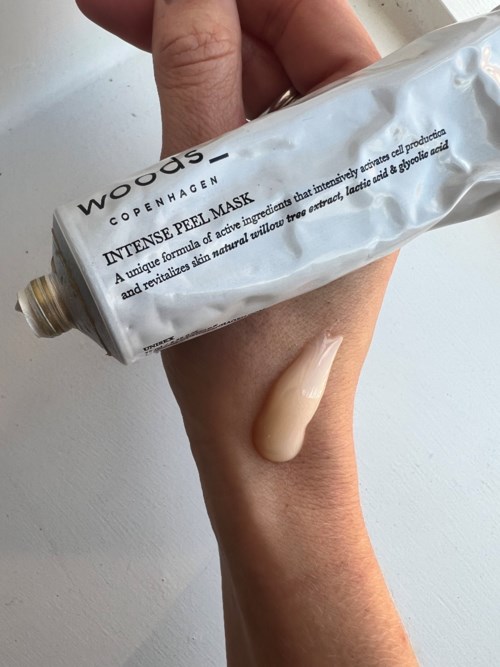 woods_
COPENHAGEN
INTENSE PEEL MASK
A unique formula of active ingredients that intensively activates cell production
and revitalizes skin natural willow tree extract, lactic acid & glycolic acid
UNISEX